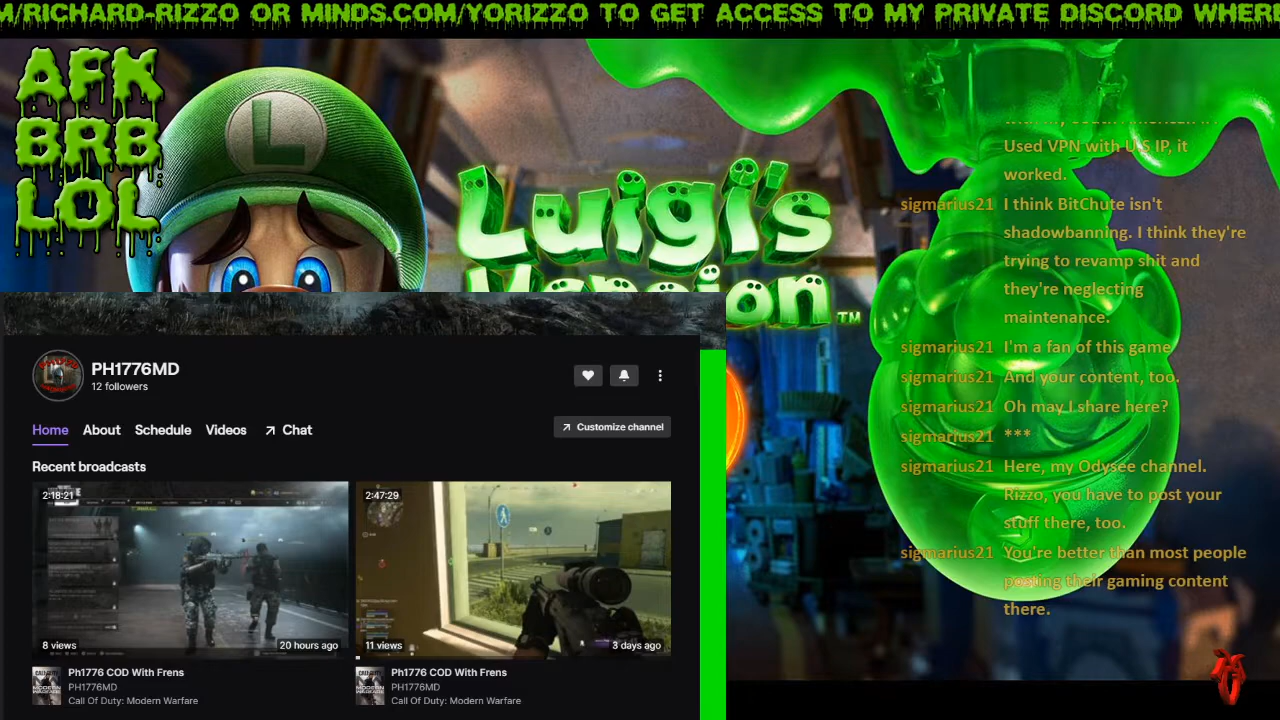 M/RICHARD-RIZZO OR MINDS.COM/YORIZZO TO GET ACCESS TO MY PRIVATE DISCORD WHERE
AFK
BRB
LOL
L
Luigi's
Mansion
TM
Used VPN with U.S IP, it
worked.
sigmarius21 I think BitChute isn't
shadowbanning. I think they're
trying to revamp shit and
they're neglecting
maintenance.
sigmarius21 I'm a fan of this game
sigmarius21 And your content, too.
sigmarius21 Oh may I share here?
sigmarius21 ***
sigmarius21 Here, my Odysee channel.
Rizzo, you have to post your
stuff there, too.
sigmarius21 You're better than most people
posting their gaming content
there.
PH1776MD
12 followers
Home About Schedule Videos Chat
Customize channel
Recent broadcasts
2:18:21
8 views 20 hours ago
Ph1776 COD With Frens
PH1776MD
Call Of Duty: Modern Warfare
2:47:29
11 views 3 days ago
Ph1776 COD With Frens
PH1776MD
Call Of Duty: Modern Warfare